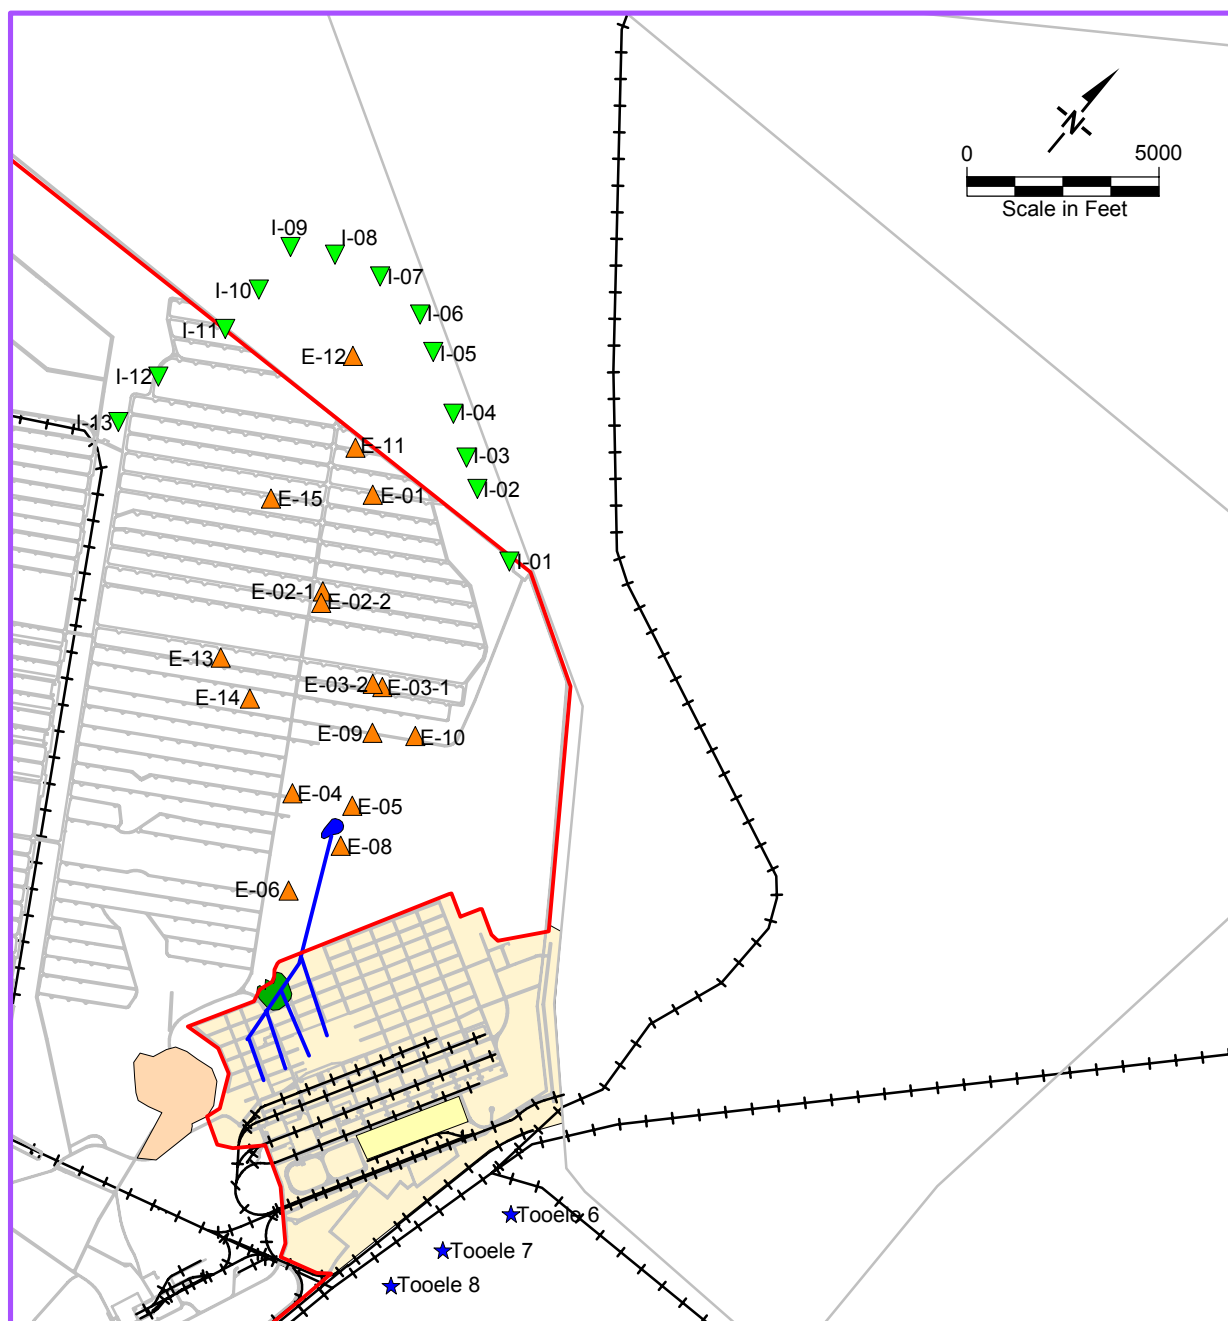 N
0 5000
Scale in Feet
I-09
I-08
I-07
I-10
I-06
I-11
I-05
E-12
I-12
I-04
I-13
E-11
I-03
I-02
E-15
E-01
I-01
E-02-1
E-02-2
E-13
E-03-2
E-03-1
E-14
E-09
E-10
E-04
E-05
E-08
E-06
Tooele 6
Tooele 7
Tooele 8